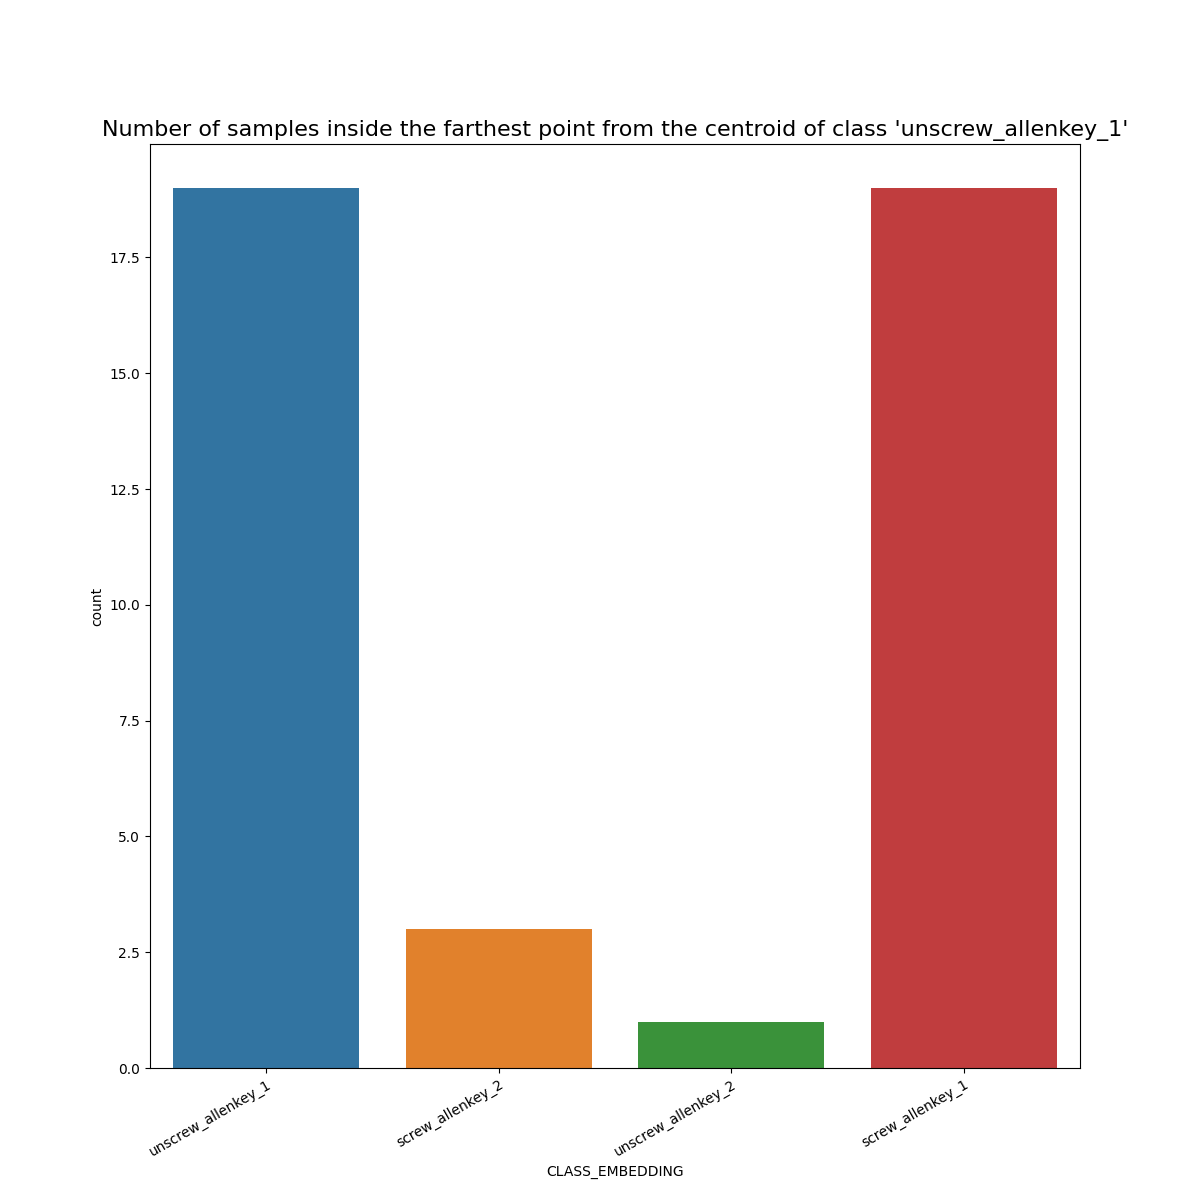 Number of samples inside the farthest point from the centroid of class 'unscrew_allenkey_1'
17.5
15.0
12.5
10.0
7.5
5.0
2.5
0.0
count
unscrew_allenkey_1
screw_allenkey_2
unscrew_allenkey_2
screw_allenkey_1
CLASS_EMBEDDING